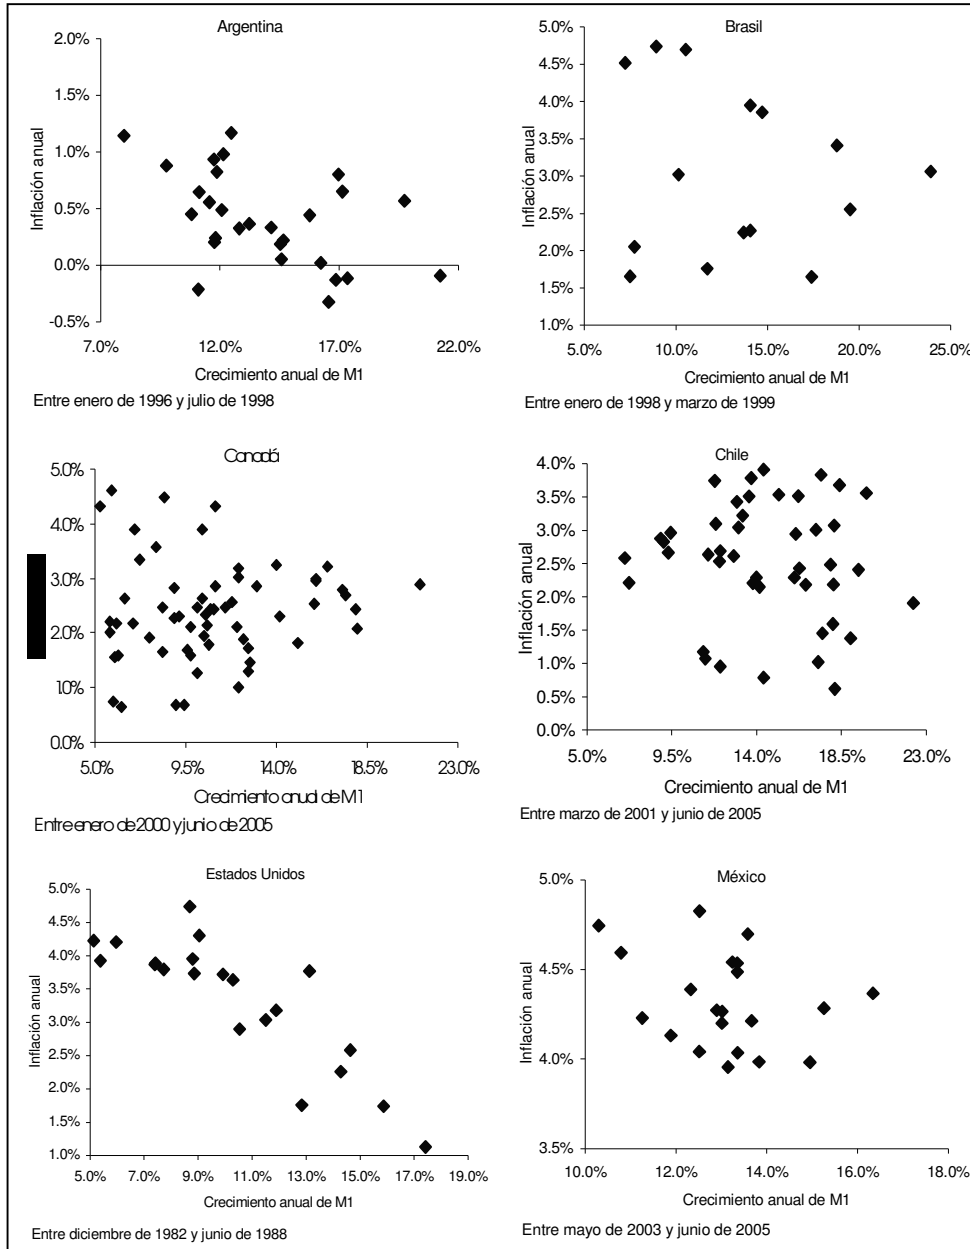 Argentina
2.0%
1.5%
1.0%
0.5%
0.0%
-0.5%
Inflación anual
7.0% 12.0% 17.0% 22.0%
Crecimiento anual de M1
Entre enero de 1996 y julio de 1998
Brasil
5.0%
4.5%
4.0%
3.5%
3.0%
2.5%
2.0%
1.5%
1.0%
Inflación anual
5.0% 10.0% 15.0% 20.0% 25.0%
Crecimiento anual de M1
Entre enero de 1998 y marzo de 1999
Canadá
5.0%
4.0%
3.0%
2.0%
1.0%
0.0%
5.0% 9.5% 14.0% 18.5% 23.0%
Crecimiento anual de M1
Entre enero de 2000 y junio de 2005
Chile
4.0%
3.5%
3.0%
2.5%
2.0%
1.5%
1.0%
0.5%
0.0%
Inflación anual
5.0% 9.5% 14.0% 18.5% 23.0%
Crecimiento anual de M1
Entre marzo de 2001 y junio de 2005
Estados Unidos
5.0%
4.5%
4.0%
3.5%
3.0%
2.5%
2.0%
1.5%
1.0%
Inflación anual
5.0% 7.0% 9.0% 11.0% 13.0% 15.0% 17.0% 19.0%
Crecimiento anual de M1
Entre diciembre de 1982 y junio de 1988
México
5.0%
4.5%
4.0%
3.5%
Inflación anual
10.0% 12.0% 14.0% 16.0% 18.0%
Crecimiento anual de M1
Entre mayo de 2003 y junio de 2005